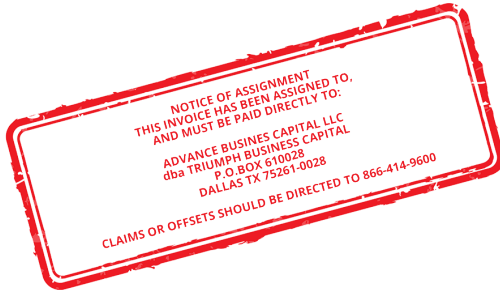 NOTICE OF ASSIGNMENT
THIS INVOICE HAS BEEN ASSIGNED TO,
AND MUST BE PAID DIRECTLY TO:
ADVANCE BUSINES CAPITAL LLC
dba TRIUMPH BUSINESS CAPITAL
P.O.BOX 610028
DALLAS TX 75261-0028
CLAIMS OR OFFSETS SHOULD BE DIRECTED TO 866-414-9600